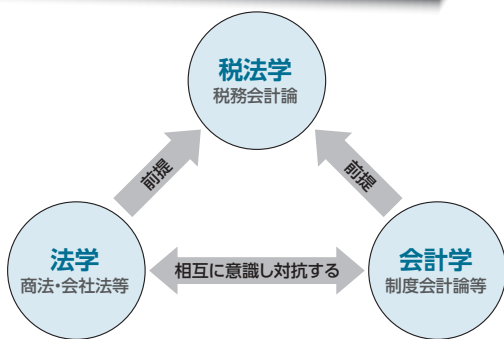 税法学
税務会計論
前提
前提
法学
商法・会社法等
相互に意識し対抗する
会計学
制度会計論等